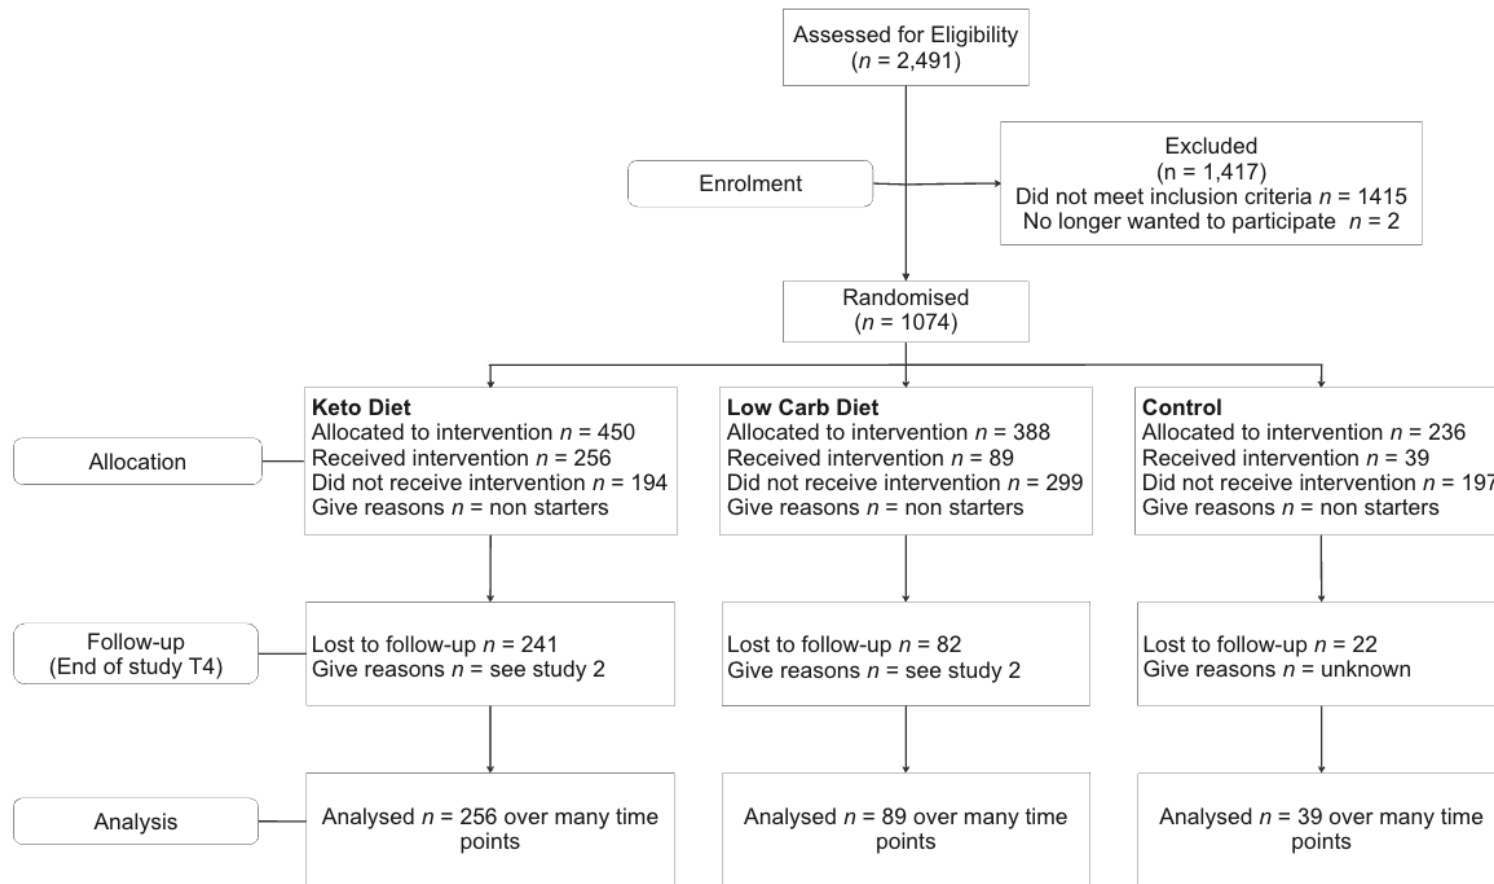 Assessed for Eligibility
(n = 2,491)
Enrolment
Excluded
(n = 1,417)
Did not meet inclusion criteria n = 1415
No longer wanted to participate n = 2
Randomised
(n = 1074)
Allocation
Keto Diet
Allocated to intervention n = 450
Received intervention n = 256
Did not receive intervention n = 194
Give reasons n = non starters
Low Carb Diet
Allocated to intervention n = 388
Received intervention n = 89
Did not receive intervention n = 299
Give reasons n = non starters
Control
Allocated to intervention n = 236
Received intervention n = 39
Did not receive intervention n = 197
Give reasons n = non starters
Follow-up
(End of study T4)
Lost to follow-up n = 241
Give reasons n = see study 2
Lost to follow-up n = 82
Give reasons n = see study 2
Lost to follow-up n = 22
Give reasons n = unknown
Analysis
Analysed n = 256 over many time
points
Analysed n = 89 over many time
points
Analysed n = 39 over many time
points